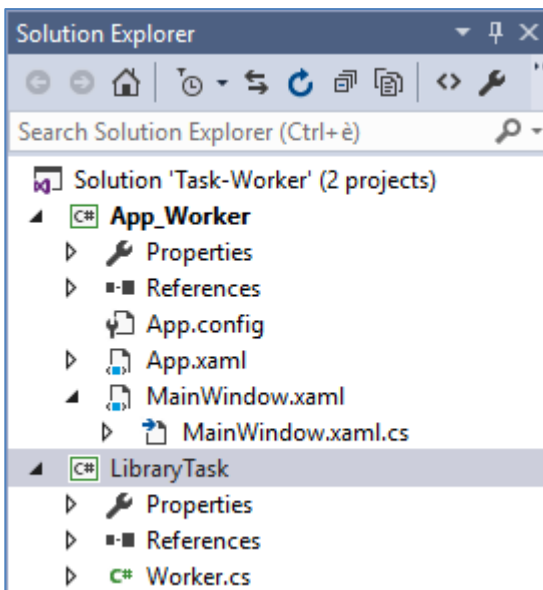 Solution Explorer
Search Solution Explorer (Ctrl+è)
Solution 'Task-Worker' (2 projects)
C# App_Worker
Properties
References
App.config
App.xaml
MainWindow.xaml
MainWindow.xaml.cs
C# LibraryTask
Properties
References
C# Worker.cs